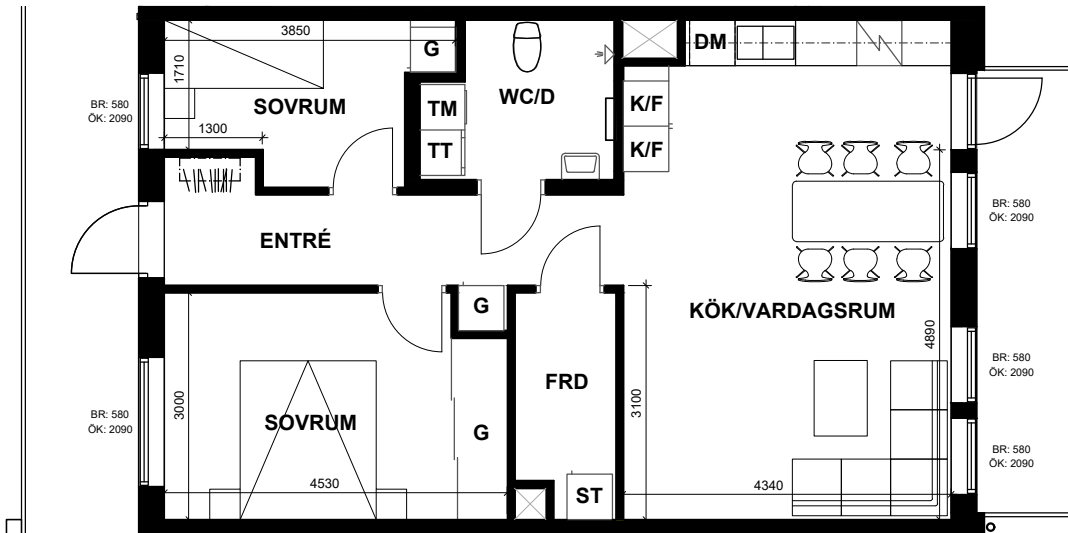 3850
G
DM
1710
TM
WC/D
K/F
BR: 580
ÖK: 2090
SOVRUM
1300
TT
K/F
BR: 580
ÖK: 2090
ENTRÉ
G
KÖK/VARDAGSRUM
4890
BR: 580
ÖK: 2090
FRD
3000
3100
BR: 580
ÖK: 2090
SOVRUM
G
BR: 580
ÖK: 2090
4530
ST
4340